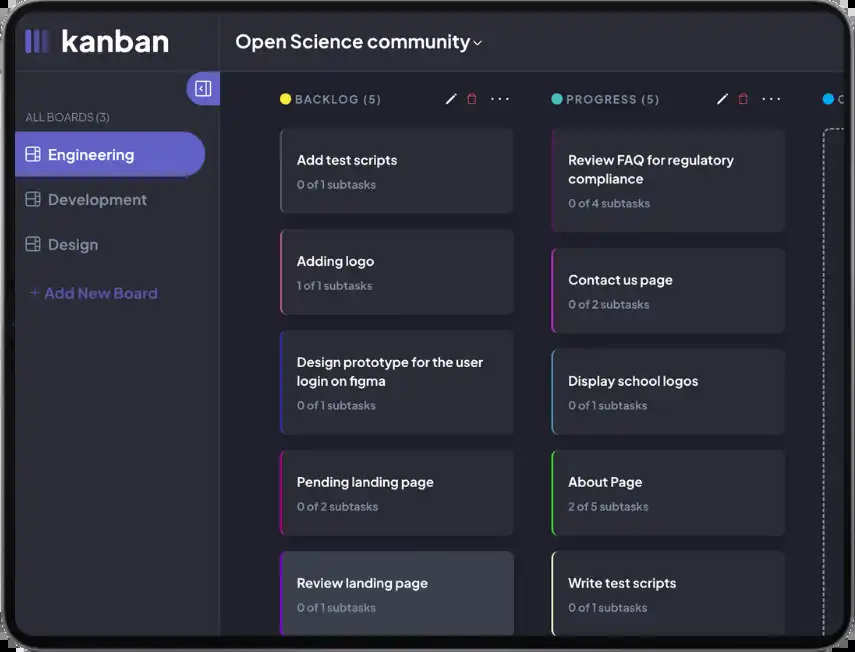 kanban
Open Science community
ALL BOARDS (3)
Engineering
Development
Design
+ Add New Board
BACKLOG (5)
Add test scripts
0 of 1 subtasks
Adding logo
1 of 1 subtasks
Design prototype for the user
login on figma
0 of 1 subtasks
Pending landing page
0 of 2 subtasks
Review landing page
0 of 1 subtasks
PROGRESS (5)
Review FAQ for regulatory
compliance
0 of 4 subtasks
Contact us page
0 of 2 subtasks
Display school logos
0 of 1 subtasks
About Page
2 of 5 subtasks
Write test scripts
0 of 1 subtasks